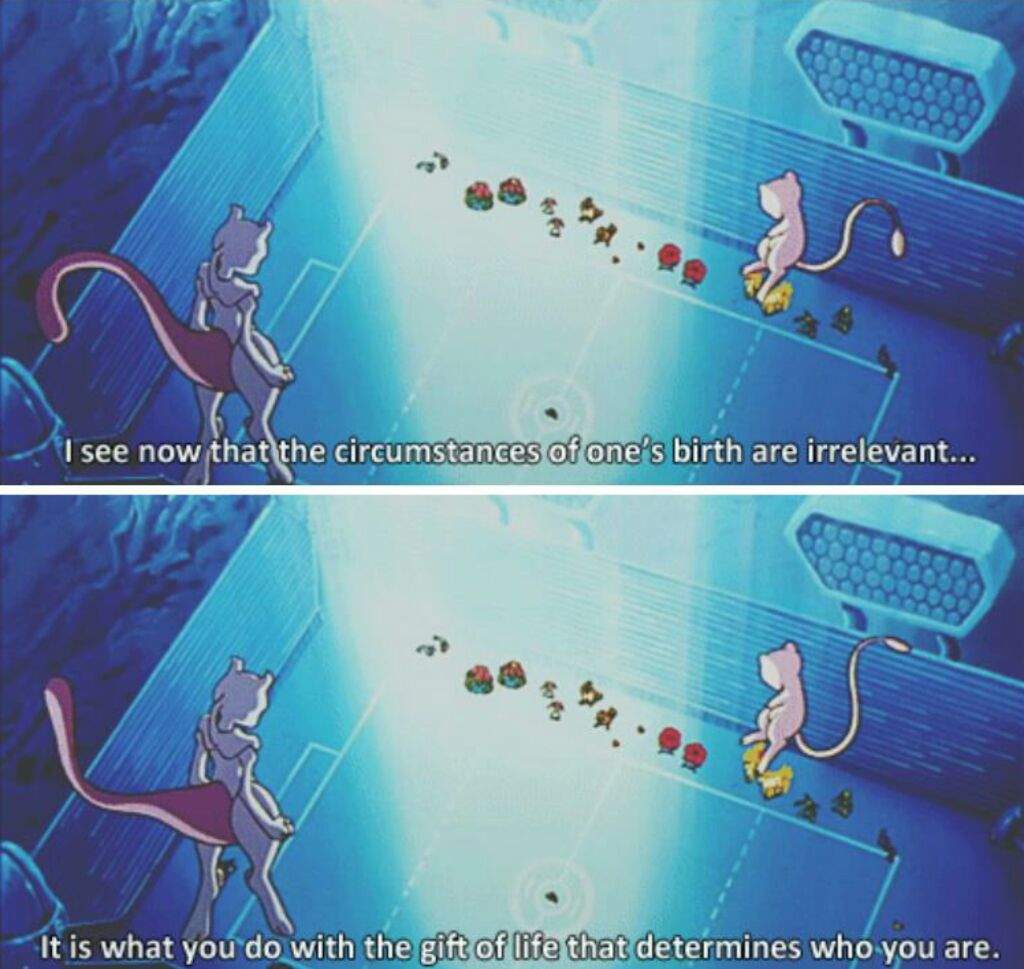 I see now that the circumstances of one's birth are irrelevant...
It is what you do with the gift of life that determines who you are.